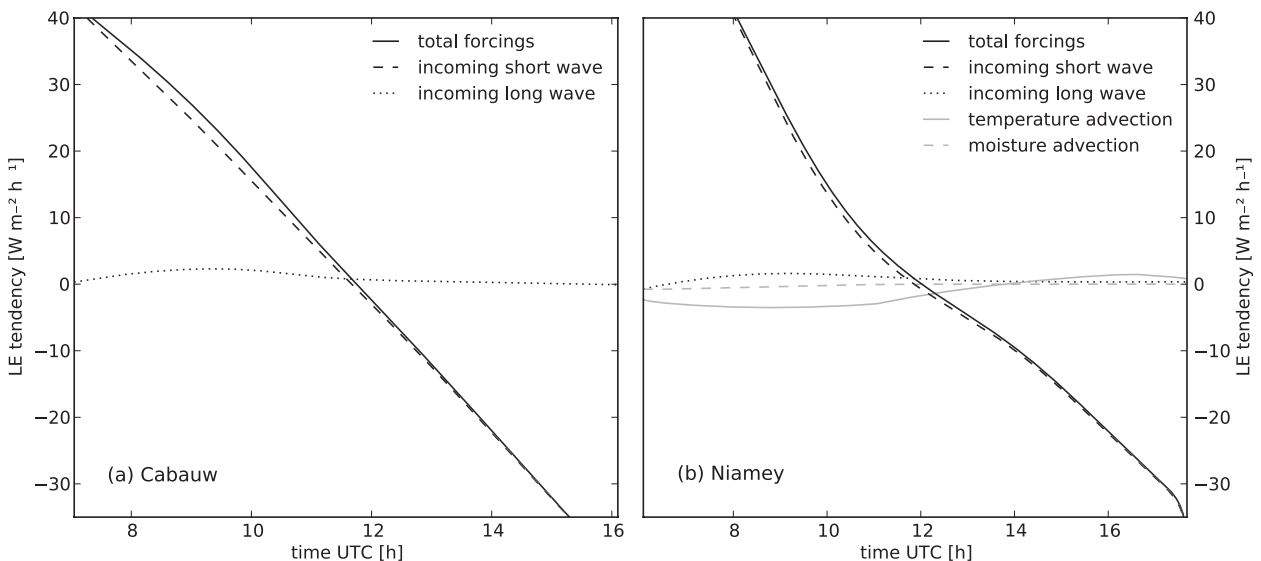 40
30
20
10
0
−10
−20
−30
LE tendency [W m−² h⁻¹]
total forcings
incoming short wave
incoming long wave
(a) Cabauw
8 10 12 14 16
time UTC [h]
total forcings
incoming short wave
incoming long wave
temperature advection
moisture advection
(b) Niamey
8 10 12 14 16
time UTC [h]
40
30
20
10
0
−10
−20
−30
LE tendency [W m−² h−¹]